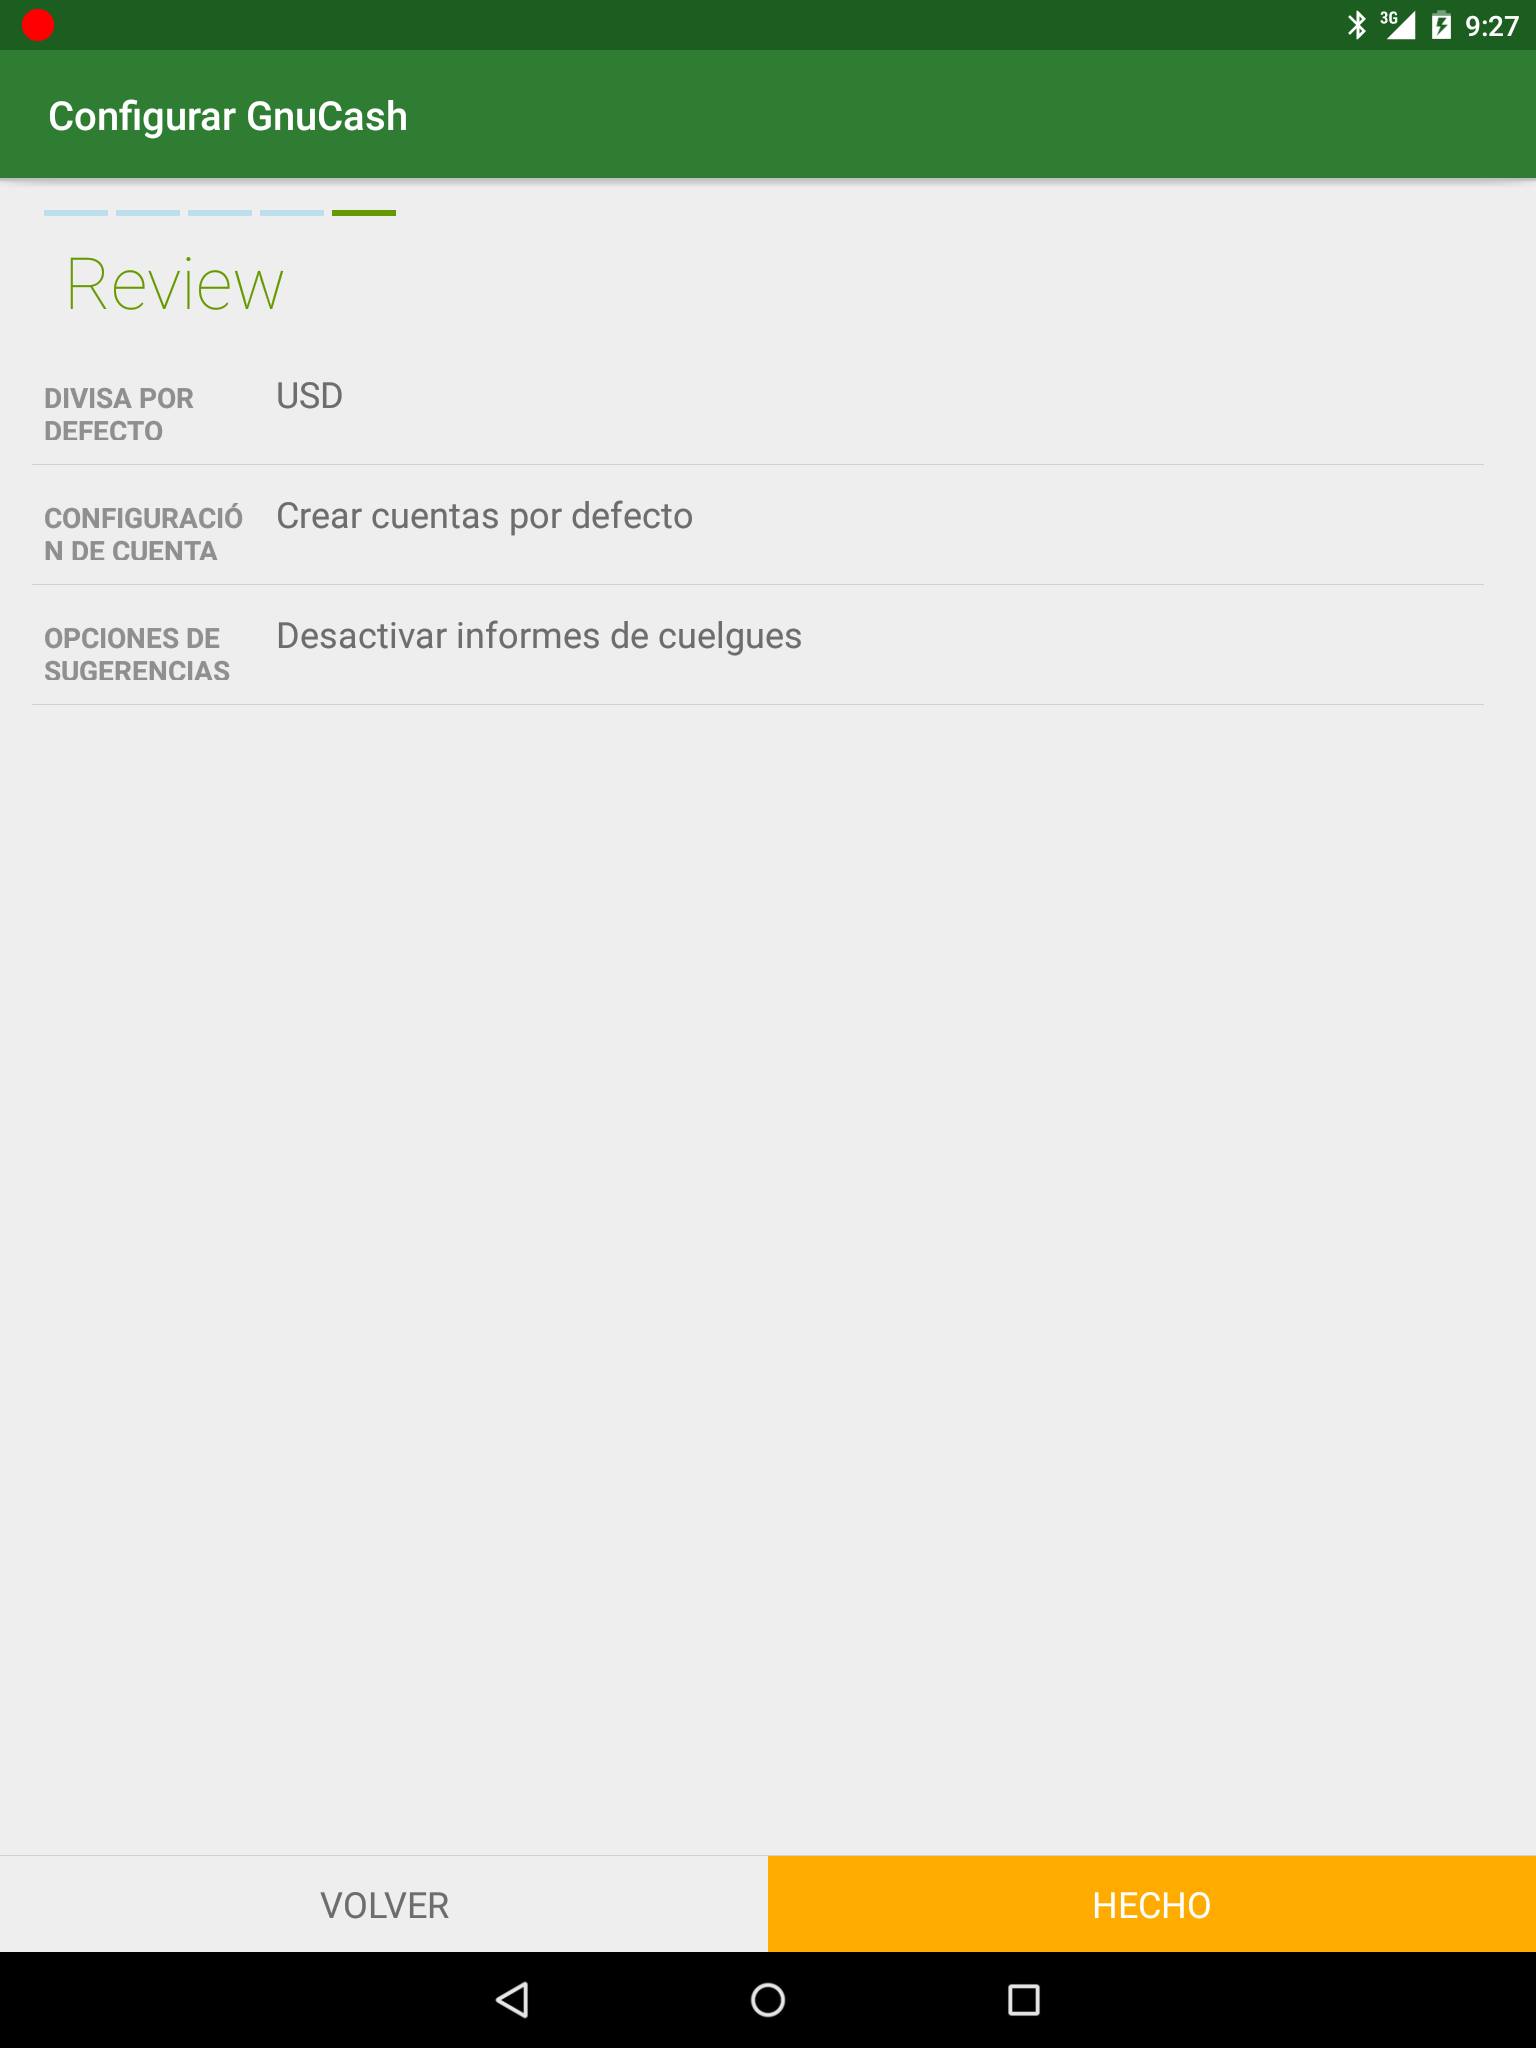 3G 9:27
Configurar GnuCash
Review
DIVISA POR
DEFECTO
USD
CONFIGURACIÓ
N DE CUENTA
Crear cuentas por defecto
OPCIONES DE
SUGERENCIAS
Desactivar informes de cuelgues
VOLVER
HECHO